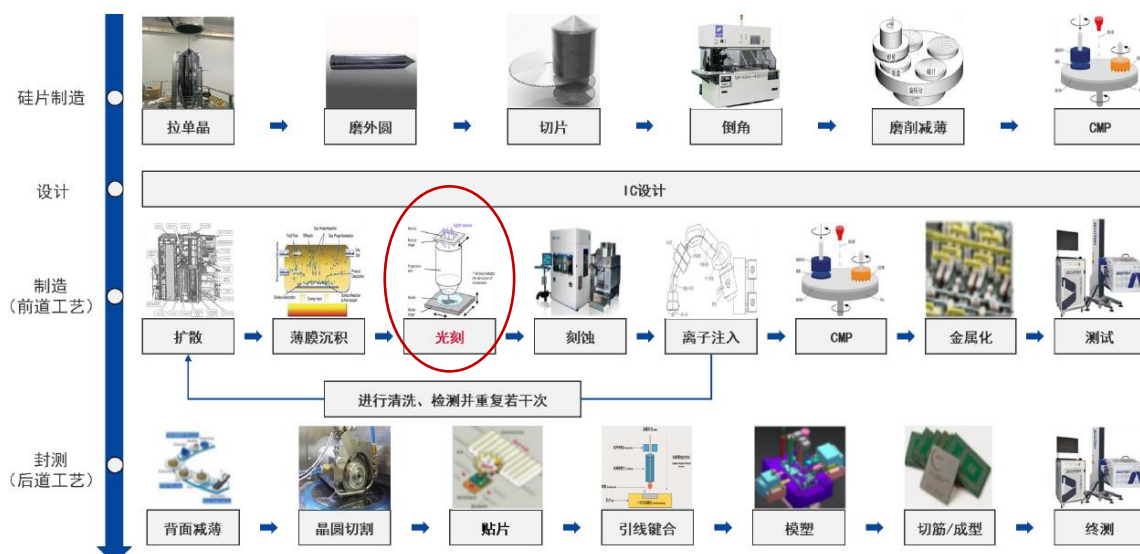 硅片制造
拉单晶
磨外圆
切片
倒角
磨削减薄
CMP
设计
IC设计
制造
(前道工艺)
扩散
薄膜沉积
光刻
刻蚀
离子注入
CMP
金属化
测试
进行清洗、检测并重复若干次
封测
(后道工艺)
背面减薄
晶圆切割
贴片
引线键合
模塑
切筋/成型
终测